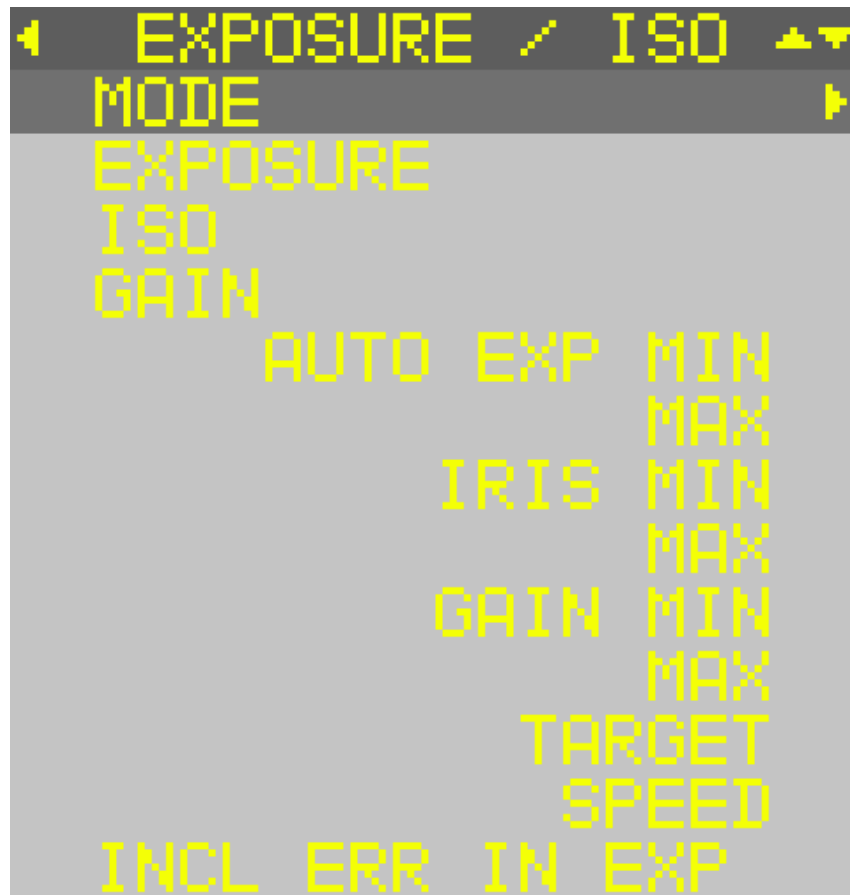 EXPOSURE / ISO
MODE
EXPOSURE
ISO
GAIN
AUTO EXP MIN
MAX
IRIS MIN
MAX
GAIN MIN
MAX
TARGET
SPEED
INCL ERR IN EXP